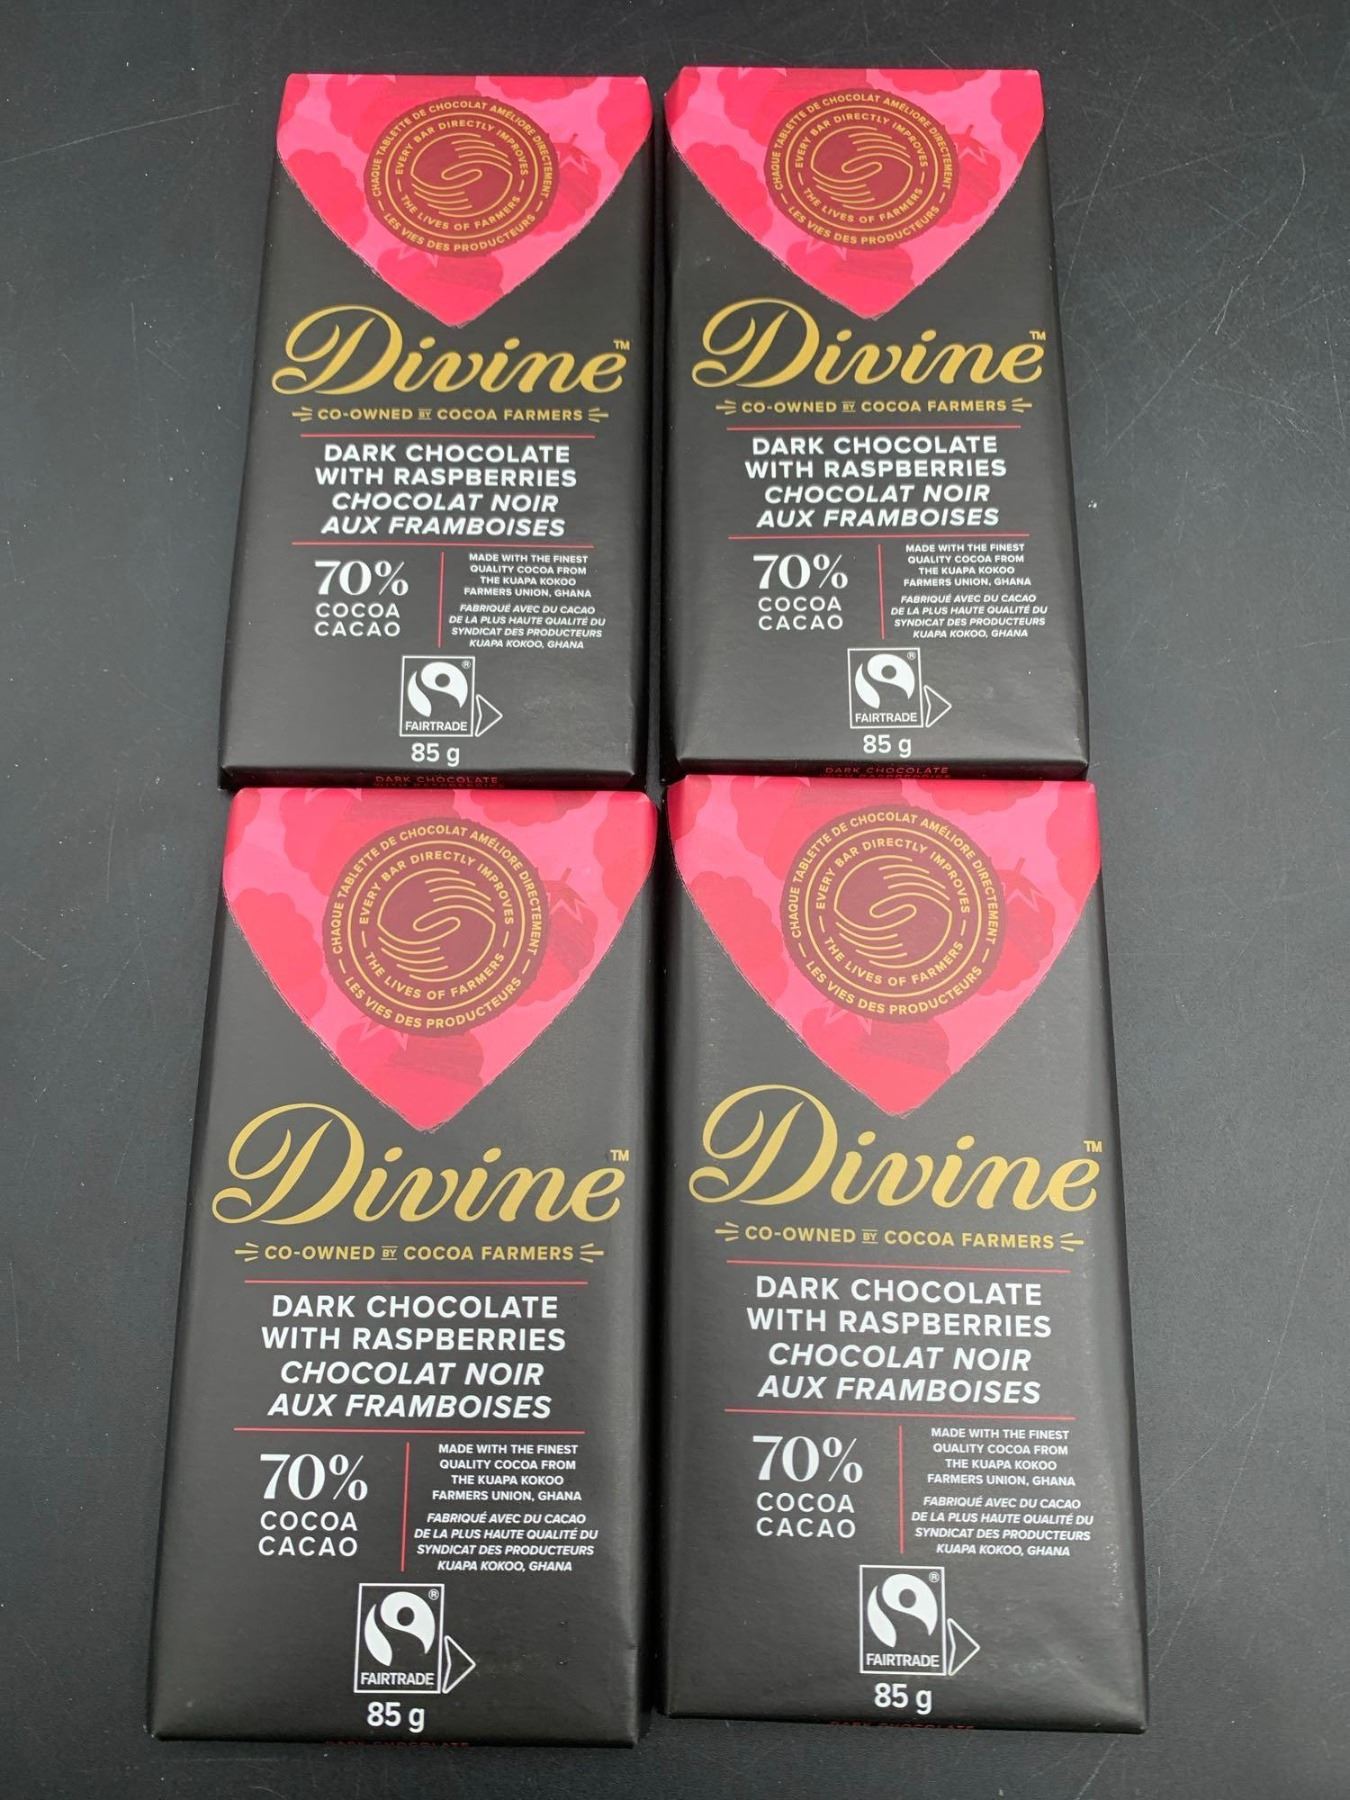 CHAQUE TABLETTE DE CHOCOLAT AMÉLIORE DIRECTEMENT
— LES VIES DES PRODUCTEURS —
EVERY BAR DIRECTLY IMPROVES
— THE LIVES OF FARMERS —
Divine™
CO-OWNED BY COCOA FARMERS
DARK CHOCOLATE
WITH RASPBERRIES
CHOCOLAT NOIR
AUX FRAMBOISES
70%
COCOA
CACAO
MADE WITH THE FINEST
QUALITY COCOA FROM
THE KUAPA KOKOO
FARMERS UNION, GHANA
FABRIQUÉ AVEC DU CACAO
DE LA PLUS HAUTE QUALITÉ DU
SYNDICAT DES PRODUCTEURS
KUAPA KOKOO, GHANA
®
FAIRTRADE
85 g
DARK CHOCOLATE
CHAQUE TABLETTE DE CHOCOLAT AMÉLIORE DIRECTEMENT
— LES VIES DES PRODUCTEURS —
EVERY BAR DIRECTLY IMPROVES
— THE LIVES OF FARMERS —
Divine™
CO-OWNED BY COCOA FARMERS
DARK CHOCOLATE
WITH RASPBERRIES
CHOCOLAT NOIR
AUX FRAMBOISES
70%
COCOA
CACAO
MADE WITH THE FINEST
QUALITY COCOA FROM
THE KUAPA KOKOO
FARMERS UNION, GHANA
FABRIQUÉ AVEC DU CACAO
DE LA PLUS HAUTE QUALITÉ DU
SYNDICAT DES PRODUCTEURS
KUAPA KOKOO, GHANA
®
FAIRTRADE
85 g
DARK CHOCOLATE
CHAQUE TABLETTE DE CHOCOLAT AMÉLIORE DIRECTEMENT
— LES VIES DES PRODUCTEURS —
EVERY BAR DIRECTLY IMPROVES
— THE LIVES OF FARMERS —
Divine™
CO-OWNED BY COCOA FARMERS
DARK CHOCOLATE
WITH RASPBERRIES
CHOCOLAT NOIR
AUX FRAMBOISES
70%
COCOA
CACAO
MADE WITH THE FINEST
QUALITY COCOA FROM
THE KUAPA KOKOO
FARMERS UNION, GHANA
FABRIQUÉ AVEC DU CACAO
DE LA PLUS HAUTE QUALITÉ DU
SYNDICAT DES PRODUCTEURS
KUAPA KOKOO, GHANA
®
FAIRTRADE
85 g
CHAQUE TABLETTE DE CHOCOLAT AMÉLIORE DIRECTEMENT
— LES VIES DES PRODUCTEURS —
EVERY BAR DIRECTLY IMPROVES
— THE LIVES OF FARMERS —
Divine™
CO-OWNED BY COCOA FARMERS
DARK CHOCOLATE
WITH RASPBERRIES
CHOCOLAT NOIR
AUX FRAMBOISES
70%
COCOA
CACAO
MADE WITH THE FINEST
QUALITY COCOA FROM
THE KUAPA KOKOO
FARMERS UNION, GHANA
FABRIQUÉ AVEC DU CACAO
DE LA PLUS HAUTE QUALITÉ DU
SYNDICAT DES PRODUCTEURS
KUAPA KOKOO, GHANA
®
FAIRTRADE
85 g